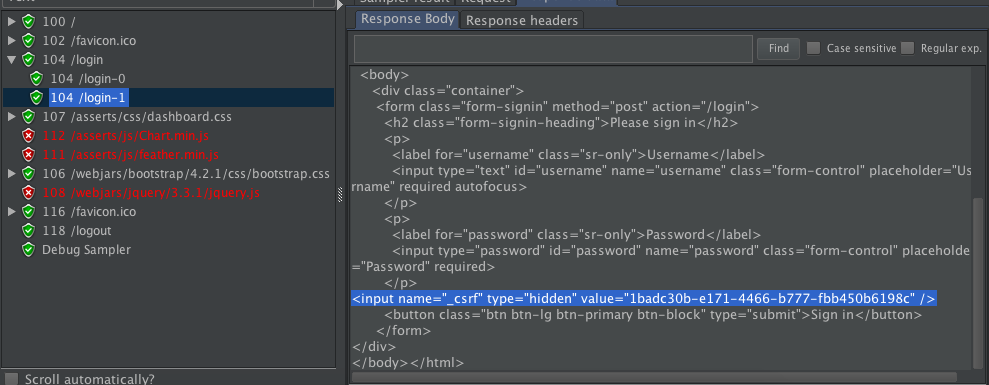 Response Body
Response headers
100 /
102 /favicon.ico
104 /login
104 /login-0
104 /login-1
107 /asserts/css/dashboard.css
112 /asserts/js/Chart.min.js
111 /asserts/js/feather.min.js
106 /webjars/bootstrap/4.2.1/css/bootstrap.css
108 /webjars/jquery/3.3.1/jquery.js
116 /favicon.ico
118 /logout
Debug Sampler
Scroll automatically?
Find
Case sensitive
Regular exp.
<body>
<div class="container">
<form class="form-signin" method="post" action="/login">
<h2 class="form-signin-heading">Please sign in</h2>
<p>
<label for="username" class="sr-only">Username</label>
<input type="text" id="username" name="username" class="form-control" placeholder="Use
rname" required autofocus>
</p>
<p>
<label for="password" class="sr-only">Password</label>
<input type="password" id="password" name="password" class="form-control" placeholder
="Password" required>
</p>
<input name="_csrf" type="hidden" value="1badc30b-e171-4466-b777-fbb450b6198c" />
<button class="btn btn-lg btn-primary btn-block" type="submit">Sign in</button>
</form>
</div>
</body></html>